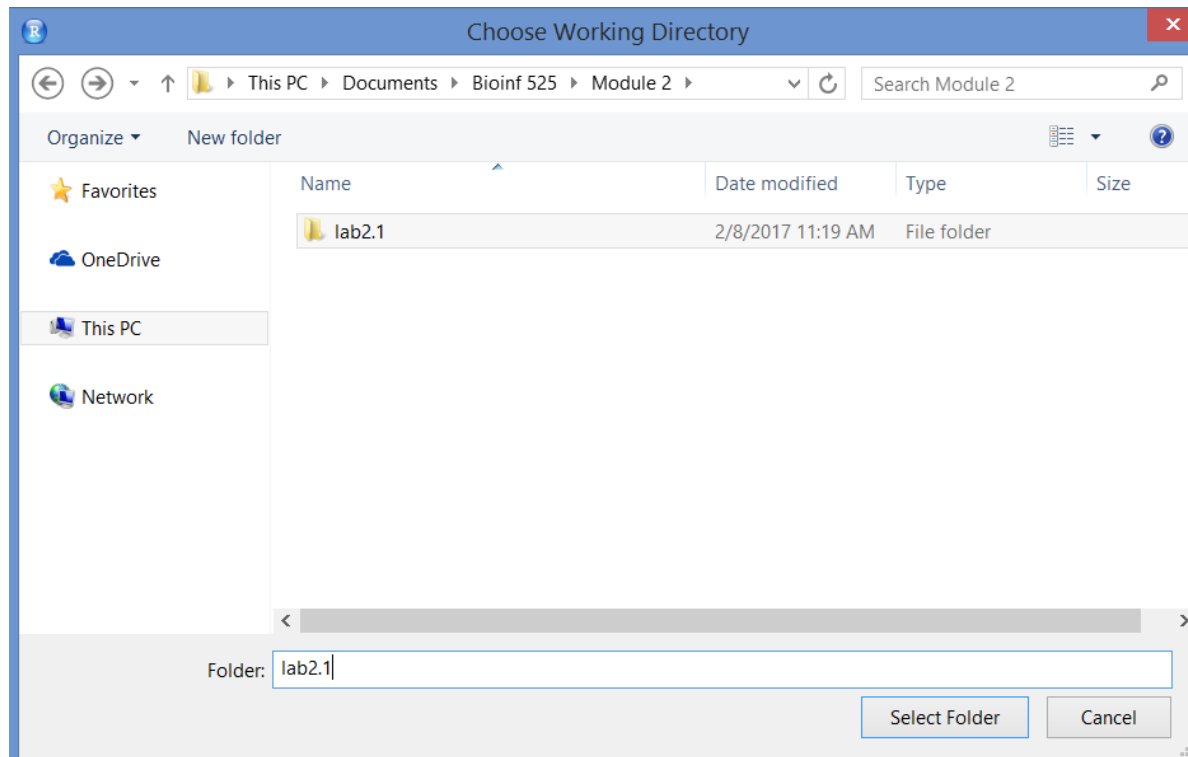 R
Choose Working Directory
This PC Documents Bioinf 525 Module 2
Search Module 2
Organize New folder
Name Date modified Type Size
Favorites
lab2.1 2/8/2017 11:19 AM File folder
OneDrive
This PC
Network
Folder: lab2.1
Select Folder Cancel